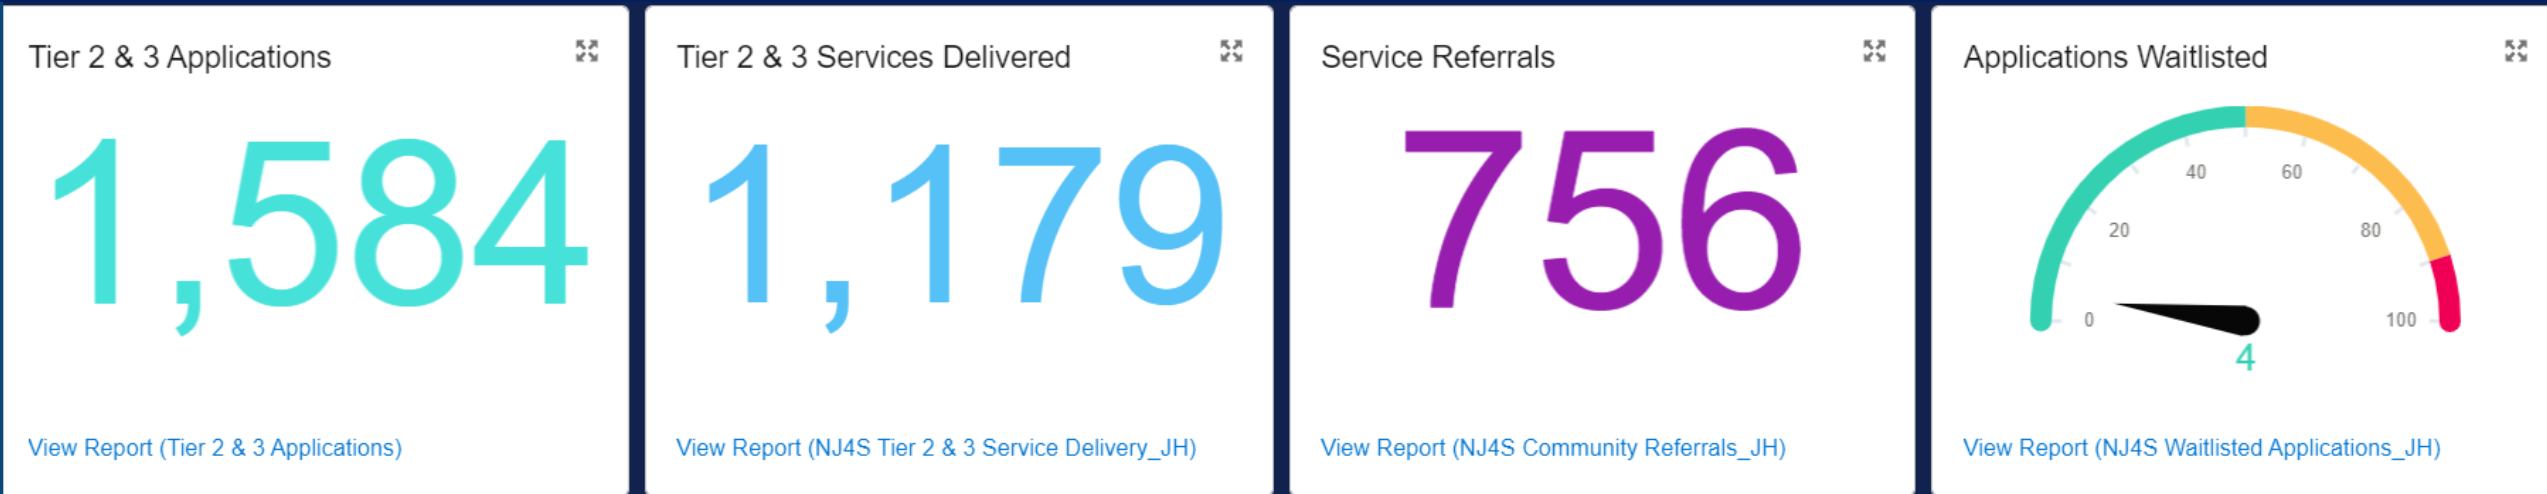 Tier 2 & 3 Applications
1,584
View Report (Tier 2 & 3 Applications)
Tier 2 & 3 Services Delivered
1,179
View Report (NJ4S Tier 2 & 3 Service Delivery_JH)
Service Referrals
756
View Report (NJ4S Community Referrals_JH)
Applications Waitlisted
0
20
40
60
80
100
4
View Report (NJ4S Waitlisted Applications_JH)